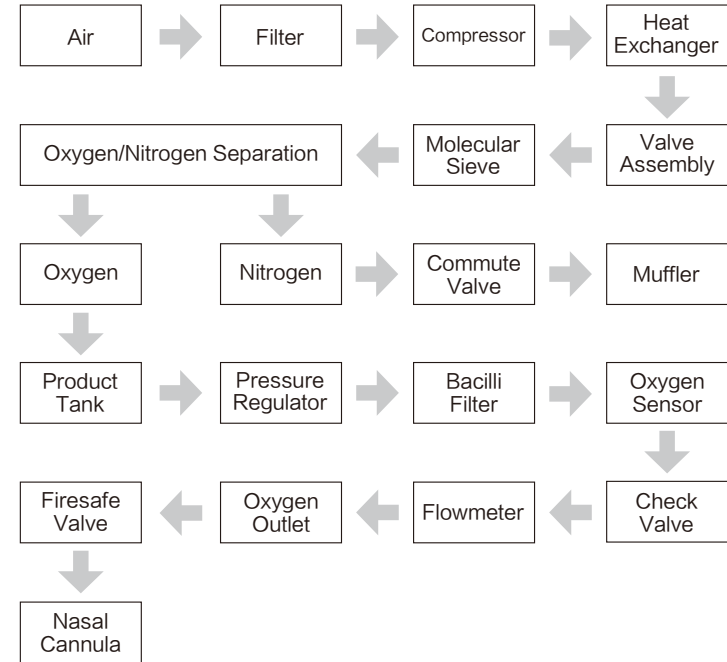 Air
Filter
Compressor
Heat
Exchanger
Valve
Assembly
Molecular
Sieve
Oxygen/Nitrogen Separation
Oxygen
Nitrogen
Commute
Valve
Muffler
Product
Tank
Pressure
Regulator
Bacilli
Filter
Oxygen
Sensor
Check
Valve
Flowmeter
Oxygen
Outlet
Firesafe
Valve
Nasal
Cannula